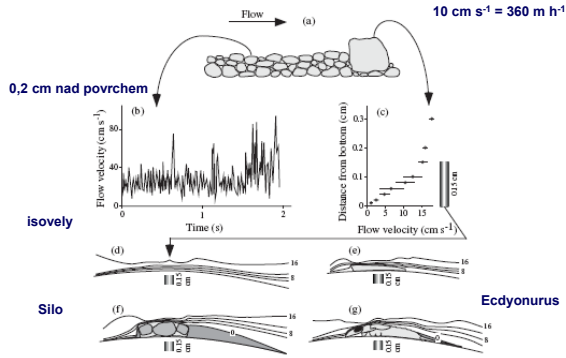 10 cm s-1 = 360 m h-1
Flow
(a)
0,2 cm nad povrchem
(b)
Flow velocity (cm s-1)
80
40
0
0
1
2
Time (s)
(c)
Distance from bottom (cm)
0.3
0.2
0.1
0
0
5
10
15
Flow velocity (cm s-1)
0.15 cm
isovely
(d)
16
8
0.15
cm
(e)
16
8
0.15
cm
Silo
(f)
16
8
0
0.15
cm
(g)
16
8
0
0.15
cm
Ecdyonurus